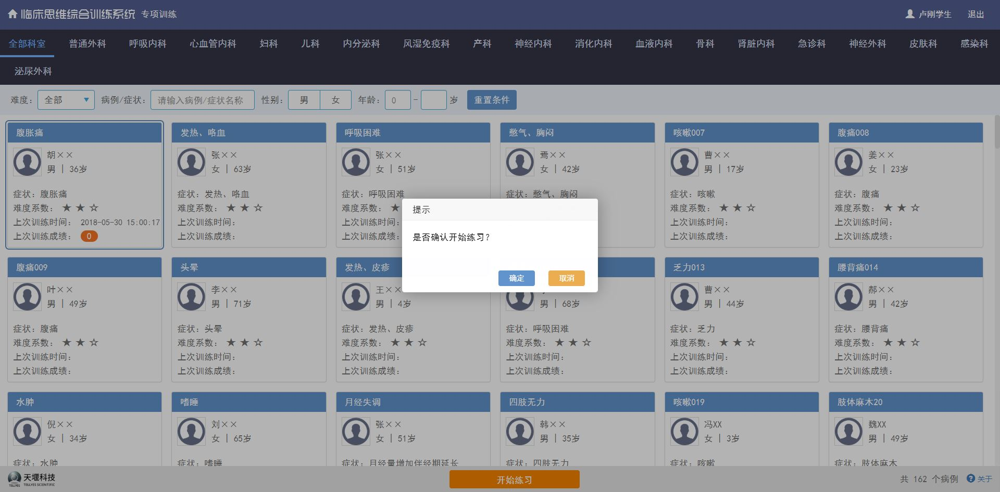 临床思维综合训练系统 专项训练 卢刚学生 退出
全部科室 普通外科 呼吸内科 心血管内科 妇科 儿科 内分泌科 风湿免疫科 产科 神经内科 消化内科 血液内科 骨科 肾脏内科 急诊科 神经外科 皮肤科 感染科
泌尿外科
难度： 全部 病例/症状： 请输入病例/症状名称 性别： 男 女 年龄： 0 - 岁 重置条件
腹胀痛 发热、咯血 呼吸困难 憋气、胸闷 咳嗽007 腹痛008
胡×× 张×× 张×× 焉×× 曹×× 姜××
男 | 36岁 女 | 63岁 女 | 51岁 女 | 42岁 男 | 17岁 女 | 23岁
症状：腹胀痛 症状：发热、咯血 症状：呼吸困难 症状：憋气、胸闷 症状：咳嗽 症状：腹痛
难度系数： ★ ★ ☆ 难度系数： ★ ★ ☆ 难度系数： ★ 难度系数： ★ ★ ☆ 难度系数： ★ ★ ☆
上次训练时间： 2018-05-30 15:00:17 上次训练时间： 上次训练时间： 上次训练时间： 上次训练时间：
上次训练成绩： 0 上次训练成绩： 上次训练成绩： 上次训练成绩： 上次训练成绩：
提示
是否确认开始练习?
确定 取消
腹痛009 头晕 发热、皮疹 乏力013 腰背痛014
叶×× 李×× 王×× 曹×× 郝××
男 | 49岁 男 | 71岁 男 | 4岁 男 | 68岁 男 | 44岁 男 | 42岁
症状：腹痛 症状：头晕 症状：发热、皮疹 症状：呼吸困难 症状：乏力 症状：腰背痛
难度系数： ★ ★ ☆ 难度系数： ★ ★ ☆ 难度系数： ★ ★ ☆ 难度系数： ★ ★ ☆ 难度系数： ★ ★ ☆ 难度系数： ★ ★ ☆
上次训练时间： 上次训练时间： 上次训练时间： 上次训练时间： 上次训练时间： 上次训练时间：
上次训练成绩： 上次训练成绩： 上次训练成绩： 上次训练成绩： 上次训练成绩： 上次训练成绩：
水肿 嗜睡 月经失调 四肢无力 咳嗽019 肢体麻木20
倪×× 刘×× 张×× 韩×× 冯XX 魏XX
女 | 34岁 女 | 65岁 女 | 51岁 男 | 35岁 女 | 3岁 男 | 49岁
症状：水肿 症状：嗜睡 症状：月经量增加伴经期延长 症状：四肢无力 症状：咳嗽 症状：肢体麻木
TELLYES 天堰科技 TELLYES SCIENTIFIC 开始练习 共 162 个病例 ? 关于